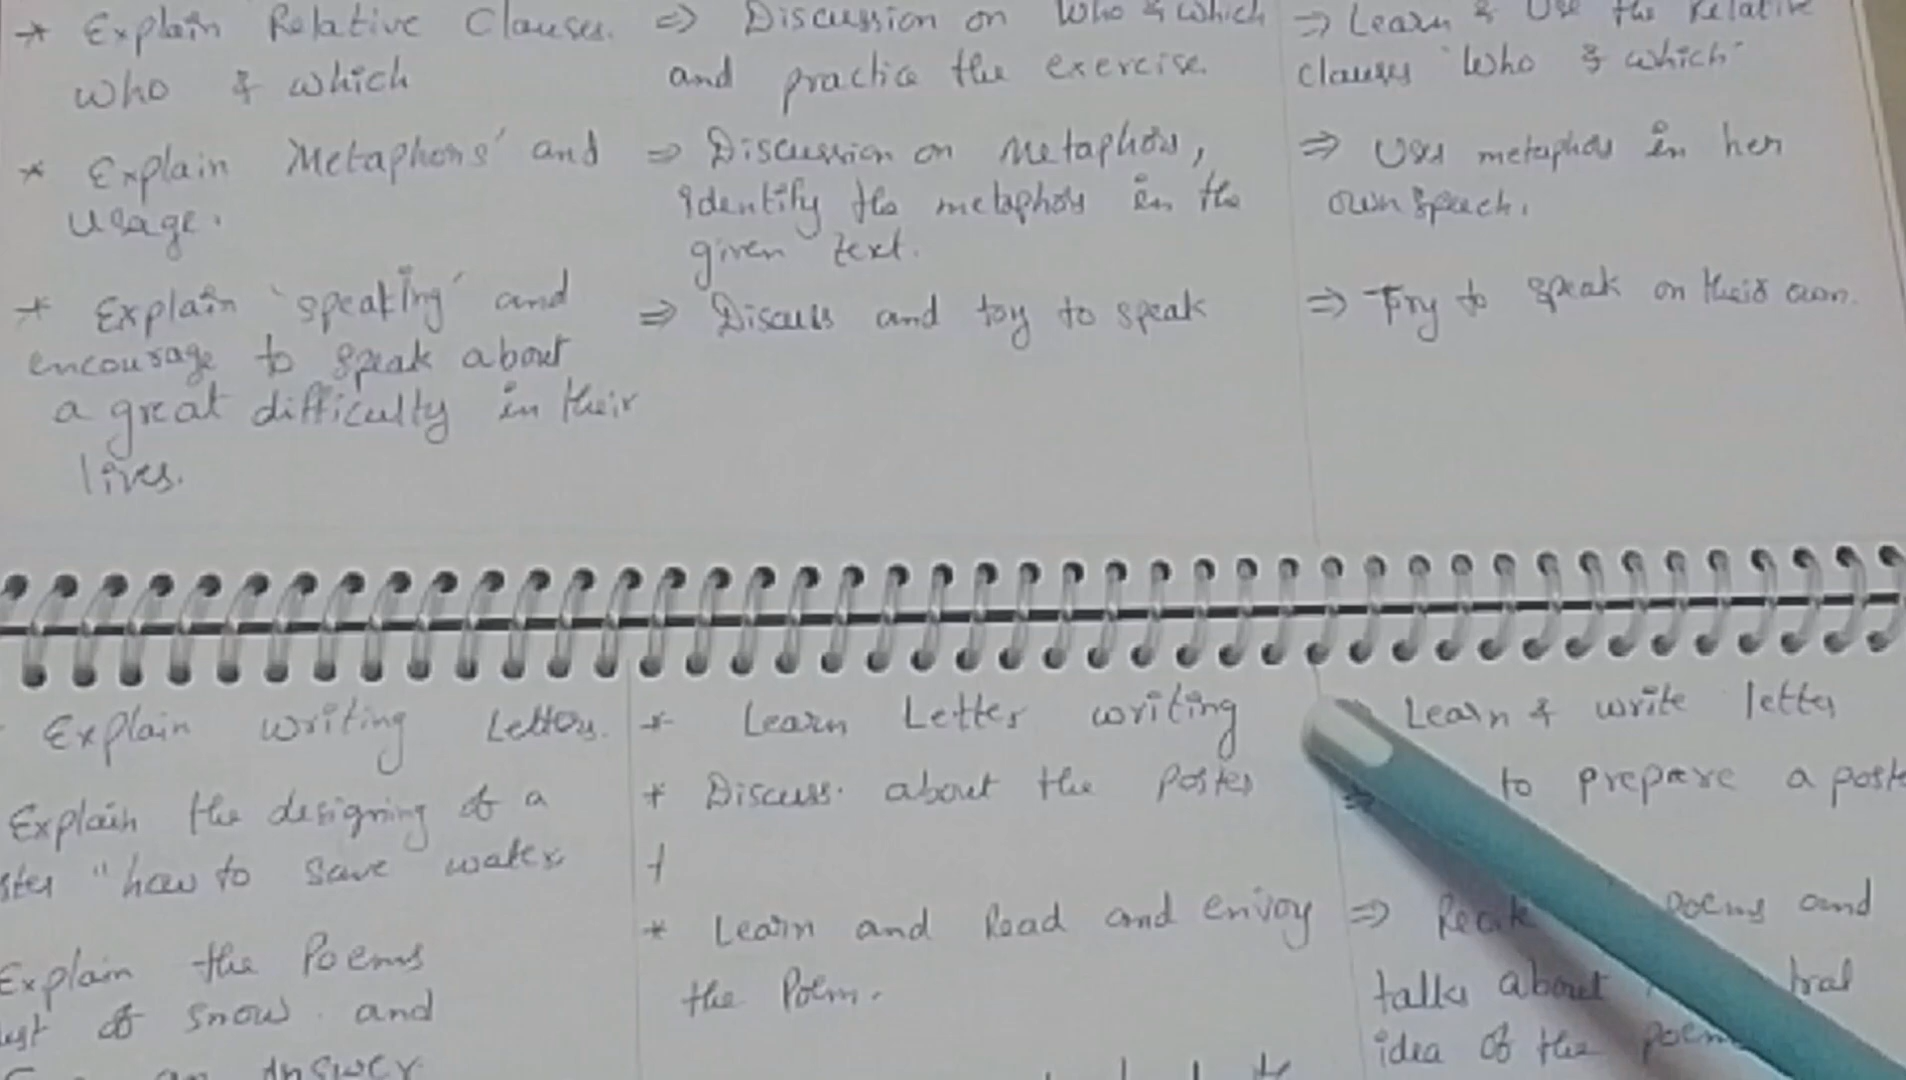 * Explain Relative Clauses.
who & which
* Explain 'Metaphors' and
usage.
* Explain 'speaking' and
encourage to speak about
a great difficulty in their
lives.
⇒ Discussion on who & which
and practice the exercise.
⇒ Discussion on metaphors,
identify the metaphors in the
given text.
⇒ Discuss and try to speak
⇒ Learn & Use the Relative
clauses 'Who & which'
⇒ Uses metaphors in her
own speech.
⇒ Try to speak on their own.
Explain writing Letters.
Explain the designing of a
"how to save water
Explain the Poems
of snow and
an Answer
* Learn Letter writing
* Discuss about the Poster
+
* Learn and Read and enjoy
the Poem.
Learn & write letter
⇒ to prepare a
⇒ Recite poems and
talks about
idea of the